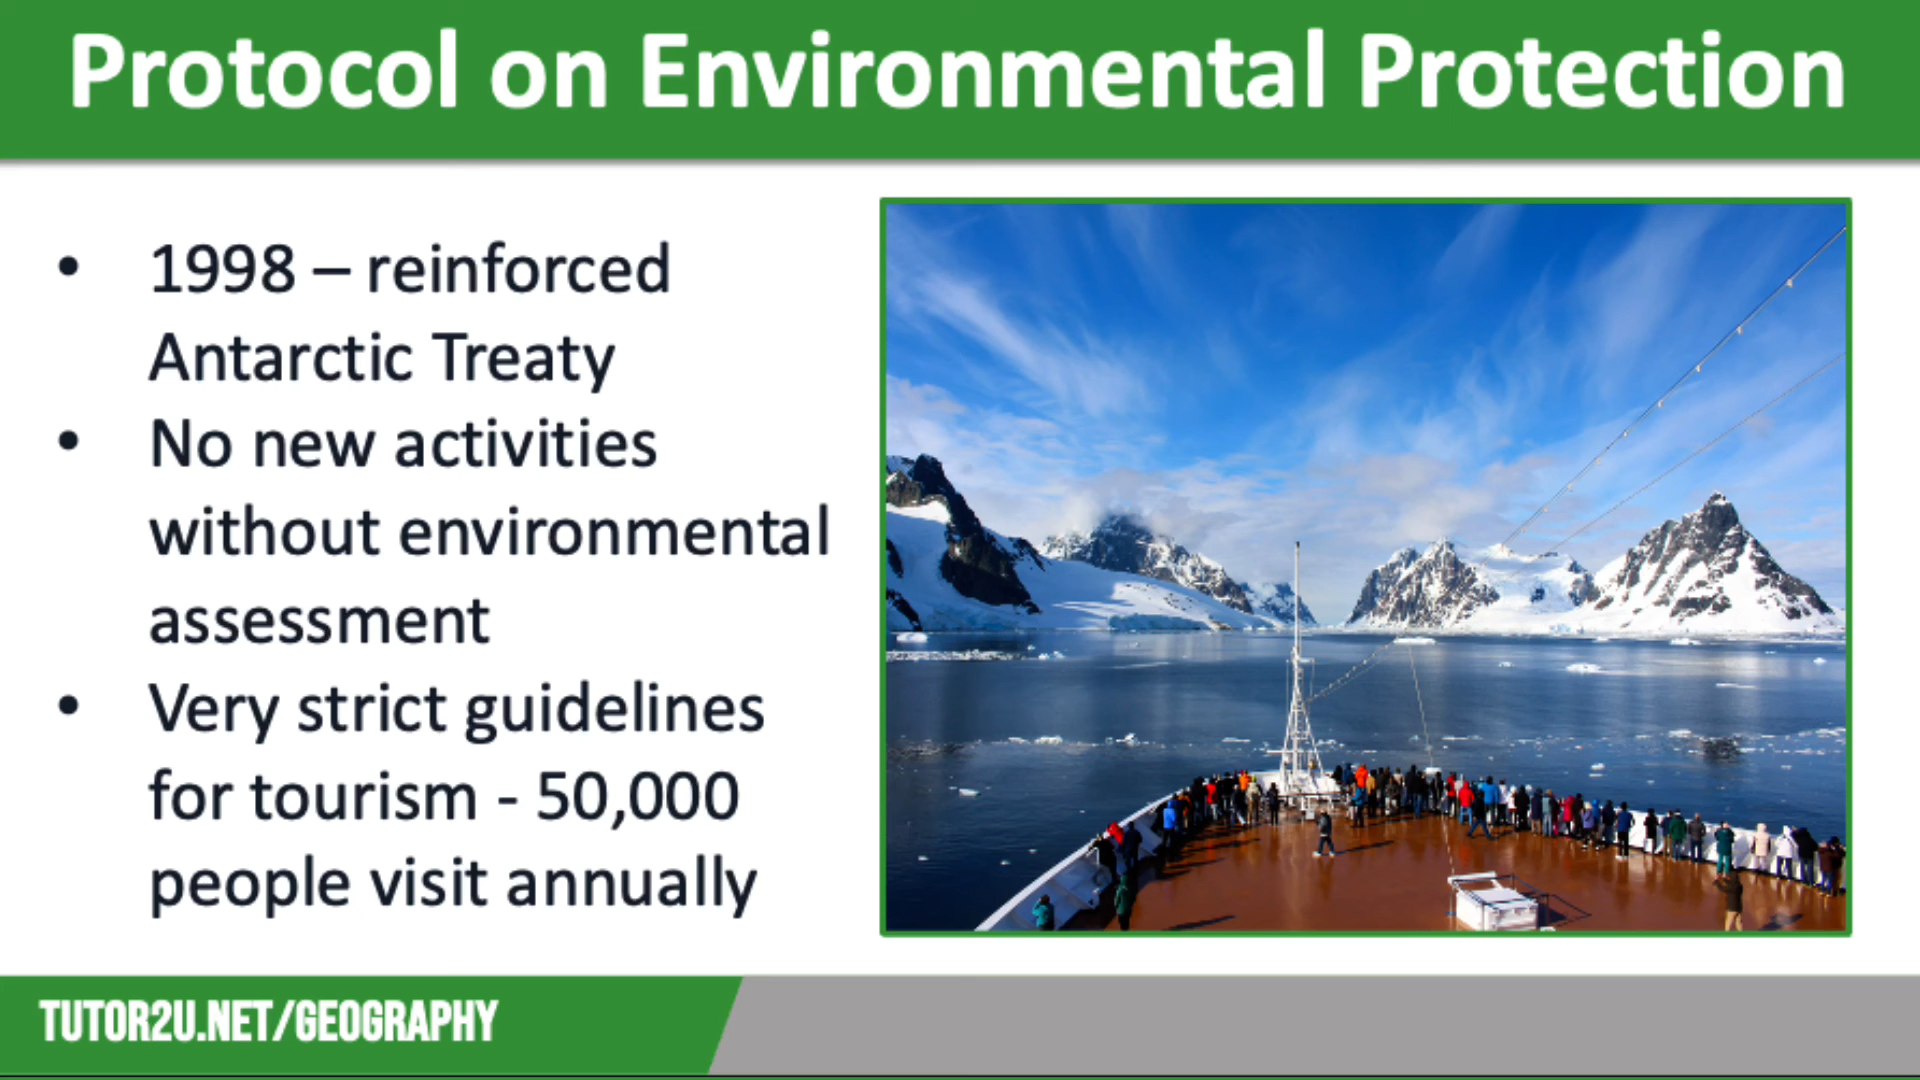 Protocol on Environmental Protection
• 1998 – reinforced
Antarctic Treaty
• No new activities
without environmental
assessment
• Very strict guidelines
for tourism - 50,000
people visit annually
TUTOR2U.NET/GEOGRAPHY